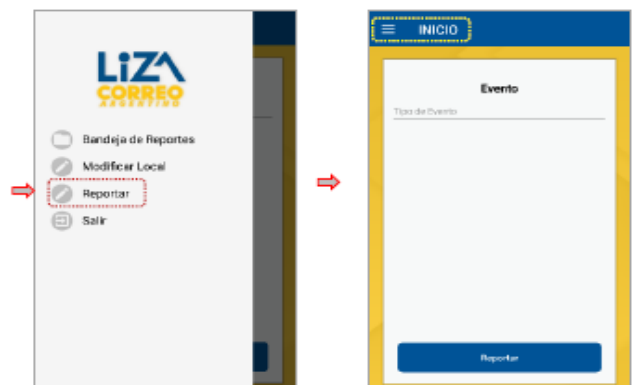 LiZA
CORREO
ARGENTINO
Bandeja de Reportes
Modificar Local
Reportar
Salir
INICIO
Evento
Tipo de Evento
Reportar